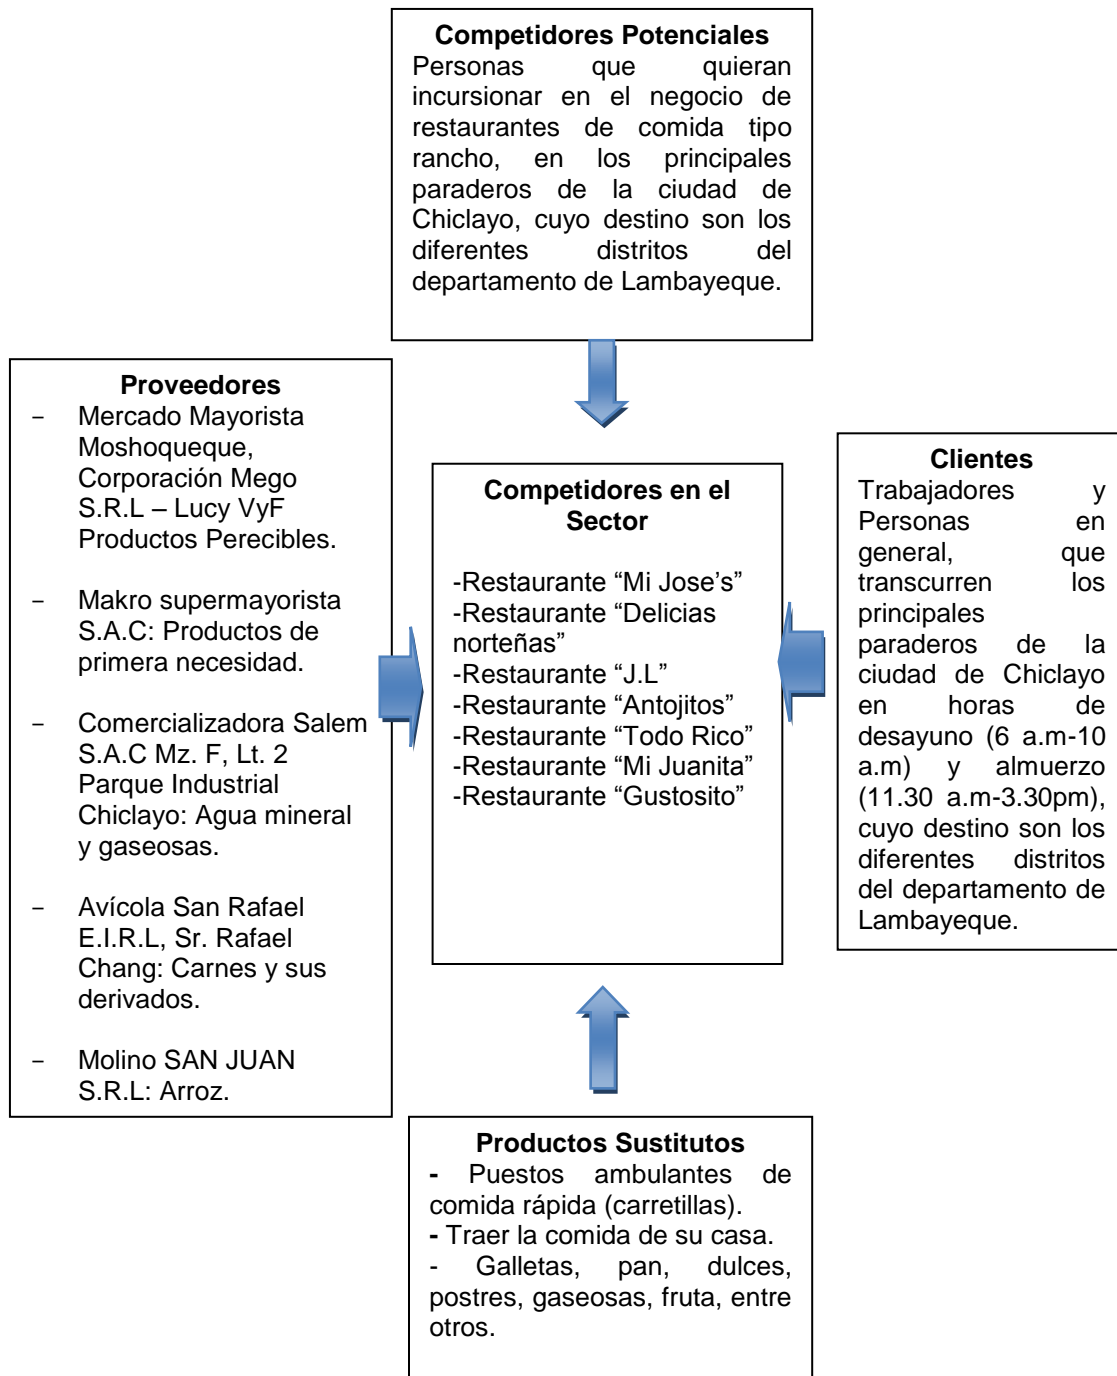 Competidores Potenciales
Personas que quieran
incursionar en el negocio de
restaurantes de comida tipo
rancho, en los principales
paraderos de la ciudad de
Chiclayo, cuyo destino son los
diferentes distritos del
departamento de Lambayeque.
Proveedores
- Mercado Mayorista
Moshoqueque,
Corporación Mego
S.R.L – Lucy VyF
Productos Perecibles.
- Makro supermayorista
S.A.C: Productos de
primera necesidad.
- Comercializadora Salem
S.A.C Mz. F, Lt. 2
Parque Industrial
Chiclayo: Agua mineral
y gaseosas.
- Avícola San Rafael
E.I.R.L, Sr. Rafael
Chang: Carnes y sus
derivados.
- Molino SAN JUAN
S.R.L: Arroz.
Competidores en el
Sector
-Restaurante “Mi Jose’s”
-Restaurante “Delicias
norteñas”
-Restaurante “J.L”
-Restaurante “Antojitos”
-Restaurante “Todo Rico”
-Restaurante “Mi Juanita”
-Restaurante “Gustosito”
Clientes
Trabajadores y
Personas en
general, que
transcurren los
principales
paraderos de la
ciudad de Chiclayo
en horas de
desayuno (6 a.m-10
a.m) y almuerzo
(11.30 a.m-3.30pm),
cuyo destino son los
diferentes distritos
del departamento de
Lambayeque.
Productos Sustitutos
- Puestos ambulantes de
comida rápida (carretillas).
- Traer la comida de su casa.
- Galletas, pan, dulces,
postres, gaseosas, fruta, entre
otros.